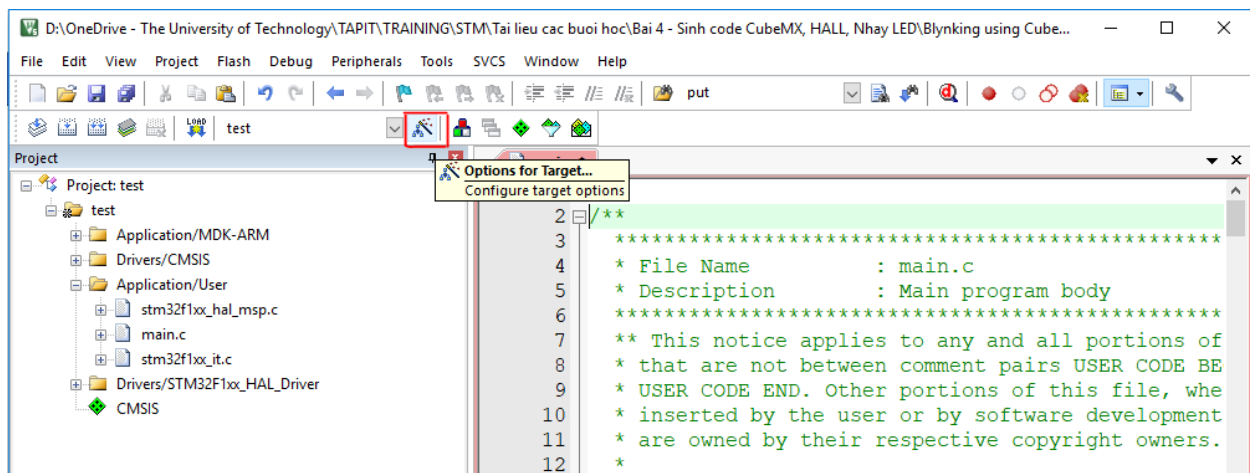 D:\OneDrive - The University of Technology\TAPIT\TRAINING\STM\Tai lieu cac buoi hoc\Bai 4 - Sinh code CubeMX, HALL, Nhay LED\Blynking using Cube...
File Edit View Project Flash Debug Peripherals Tools SVCS Window Help
put
LOAD test
Project
Options for Target...
Configure target options
Project: test
test
Application/MDK-ARM
Drivers/CMSIS
Application/User
stm32f1xx_hal_msp.c
main.c
stm32f1xx_it.c
Drivers/STM32F1xx_HAL_Driver
CMSIS
2 /**
3 *************************************************
4 * File Name : main.c
5 * Description : Main program body
6 *************************************************
7 ** This notice applies to any and all portions of
8 * that are not between comment pairs USER CODE BE
9 * USER CODE END. Other portions of this file, whe
10 * inserted by the user or by software development
11 * are owned by their respective copyright owners.
12 *